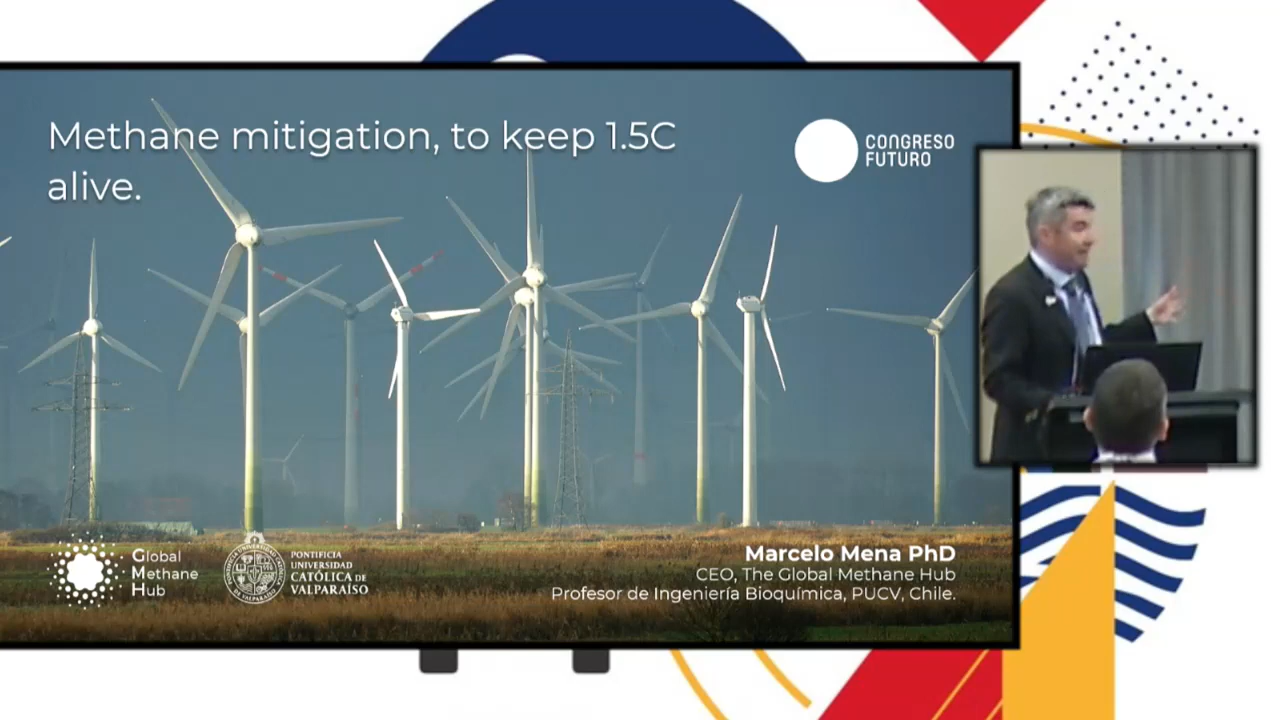 Methane mitigation, to keep 1.5C
alive.
CONGRESO
FUTURO
Global
Methane
Hub
PONTIFICIA
UNIVERSIDAD
CATÓLICA DE
VALPARAÍSO
Marcelo Mena PhD
CEO, The Global Methane Hub
Profesor de Ingeniería Bioquímica, PUCV, Chile.